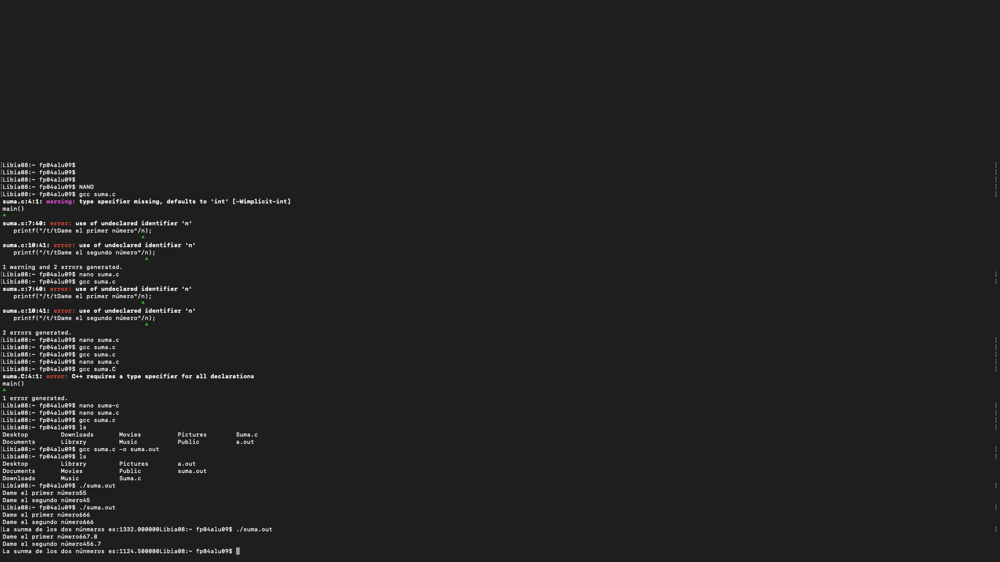 [Libia08:~ fp04alu09$ ]
[Libia08:~ fp04alu09$ ]
[Libia08:~ fp04alu09$ ]
[Libia08:~ fp04alu09$ NANO ]
[Libia08:~ fp04alu09$ gcc suma.c ]
suma.c:4:1: warning: type specifier missing, defaults to 'int' [-Wimplicit-int]
main()
^
suma.c:7:40: error: use of undeclared identifier 'n'
   printf("/t/tDame el primer número"/n);
                                      ^
suma.c:10:41: error: use of undeclared identifier 'n'
   printf("/t/tDame el segundo número"/n);
                                       ^
1 warning and 2 errors generated.
[Libia08:~ fp04alu09$ nano suma.c ]
[Libia08:~ fp04alu09$ gcc suma.c ]
suma.c:7:40: error: use of undeclared identifier 'n'
   printf("/t/tDame el primer número"/n);
                                      ^
suma.c:10:41: error: use of undeclared identifier 'n'
   printf("/t/tDame el segundo número"/n);
                                       ^
2 errors generated.
[Libia08:~ fp04alu09$ nano suma.c ]
[Libia08:~ fp04alu09$ gcc suma.c ]
[Libia08:~ fp04alu09$ gcc suma.c ]
[Libia08:~ fp04alu09$ nano suma.c ]
[Libia08:~ fp04alu09$ gcc suma.C ]
suma.C:4:1: error: C++ requires a type specifier for all declarations
main()
^
1 error generated.
[Libia08:~ fp04alu09$ nano suma-c ]
[Libia08:~ fp04alu09$ nano suma.c ]
[Libia08:~ fp04alu09$ gcc suma.c ]
[Libia08:~ fp04alu09$ ls ]
Desktop         Downloads       Movies          Pictures        Suma.c
Documents       Library         Music           Public          a.out
[Libia08:~ fp04alu09$ gcc suma.c -o suma.out ]
[Libia08:~ fp04alu09$ ls ]
Desktop         Library         Pictures        a.out
Documents       Movies          Public          suma.out
Downloads       Music           Suma.c
[Libia08:~ fp04alu09$ ./suma.out ]
Dame el primer número55
Dame el segundo número45
[Libia08:~ fp04alu09$ ./suma.out ]
Dame el primer número666
Dame el segundo número666
[La sunma de los dos núnmeros es:1332.000000Libia08:~ fp04alu09$ ./suma.out ]
Dame el primer número667.8
Dame el segundo número456.7
La sunma de los dos núnmeros es:1124.500000Libia08:~ fp04alu09$